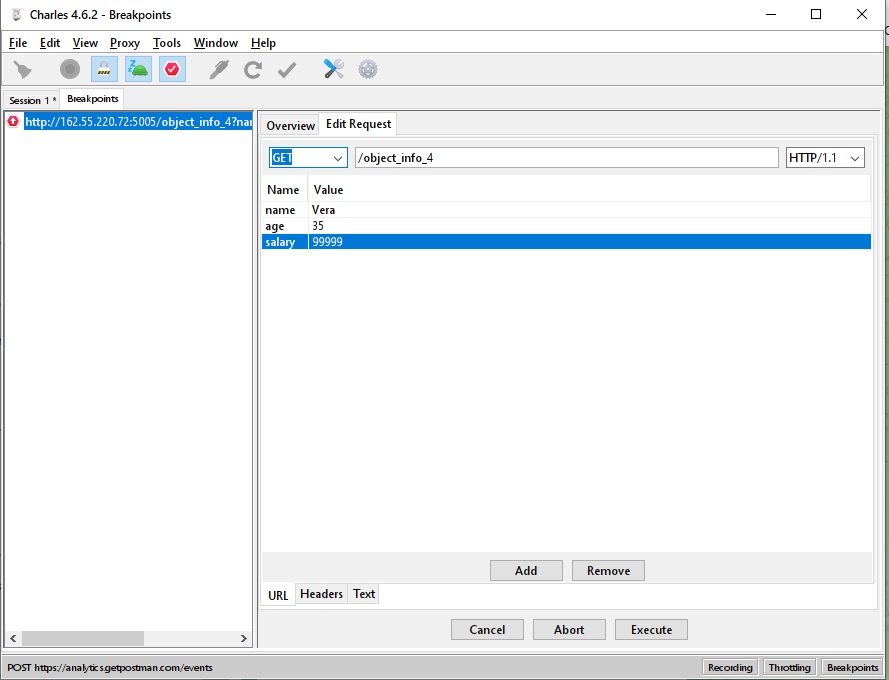 Charles 4.6.2 - Breakpoints
File Edit View Proxy Tools Window Help
Session 1 * Breakpoints
http://162.55.220.72:5005/object_info_4?nar
Overview Edit Request
GET /object_info_4 HTTP/1.1
Name Value
name Vera
age 35
salary 99999
Add Remove
URL Headers Text
Cancel Abort Execute
POST https://analytics.getpostman.com/events Recording Throttling Breakpoints